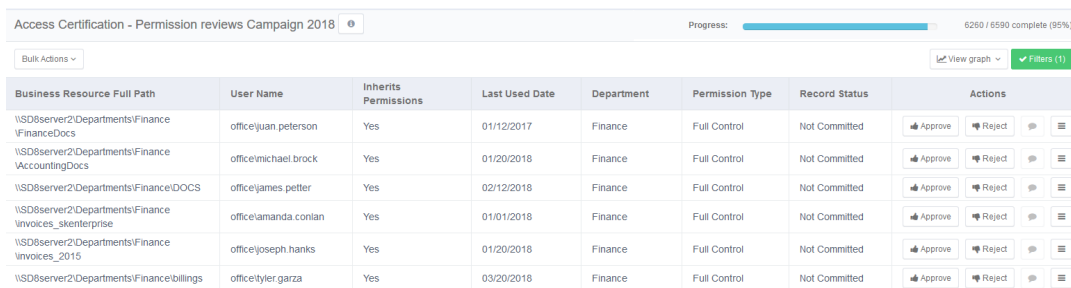 Access Certification - Permission reviews Campaign 2018
Progress: 6260 / 6590 complete (95%)
Bulk Actions
View graph Filters (1)
Business Resource Full Path User Name Inherits Permissions Last Used Date Department Permission Type Record Status Actions
\\SD8server2\Departments\Finance
\FinanceDocs
office\juan.peterson Yes 01/12/2017 Finance Full Control Not Committed Approve Reject
\\SD8server2\Departments\Finance
\AccountingDocs
office\michael.brock Yes 01/20/2018 Finance Full Control Not Committed Approve Reject
\\SD8server2\Departments\Finance\DOCS office\james.petter Yes 02/12/2018 Finance Full Control Not Committed Approve Reject
\\SD8server2\Departments\Finance
\invoices_skenterprise
office\amanda.conlan Yes 01/01/2018 Finance Full Control Not Committed Approve Reject
\\SD8server2\Departments\Finance
\invoices_2015
office\joseph.hanks Yes 01/20/2018 Finance Full Control Not Committed Approve Reject
\\SD8server2\Departments\Finance\billings office\tyler.garza Yes 03/20/2018 Finance Full Control Not Committed Approve Reject